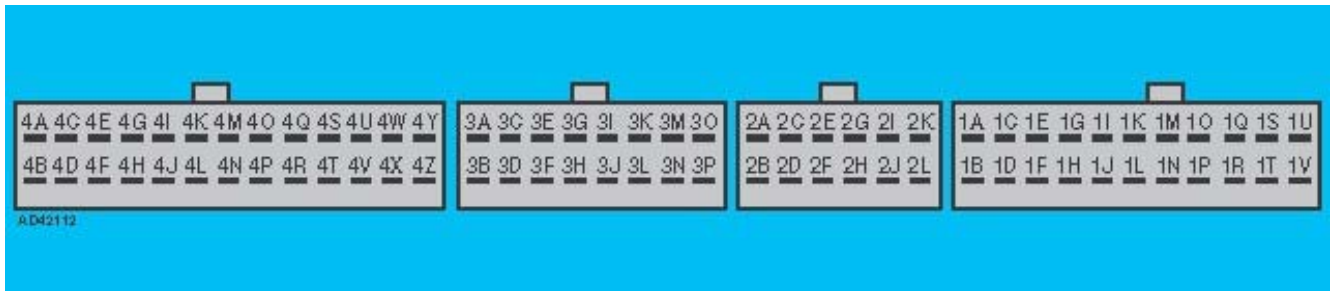 4A 4C 4E 4G 4I 4K 4M 4O 4Q 4S 4U 4W 4Y
4B 4D 4F 4H 4J 4L 4N 4P 4R 4T 4V 4X 4Z
3A 3C 3E 3G 3I 3K 3M 3O
3B 3D 3F 3H 3J 3L 3N 3P
2A 2C 2E 2G 2I 2K
2B 2D 2F 2H 2J 2L
1A 1C 1E 1G 1I 1K 1M 1O 1Q 1S 1U
1B 1D 1F 1H 1J 1L 1N 1P 1R 1T 1V
AD42112